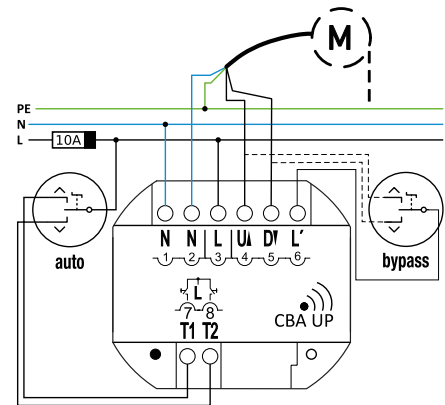 M
PE
N
L 10A
auto
bypass
N N L U▲ D▼ L´
1 2 3 4 5 6
L
7 8
T1 T2
CBA UP